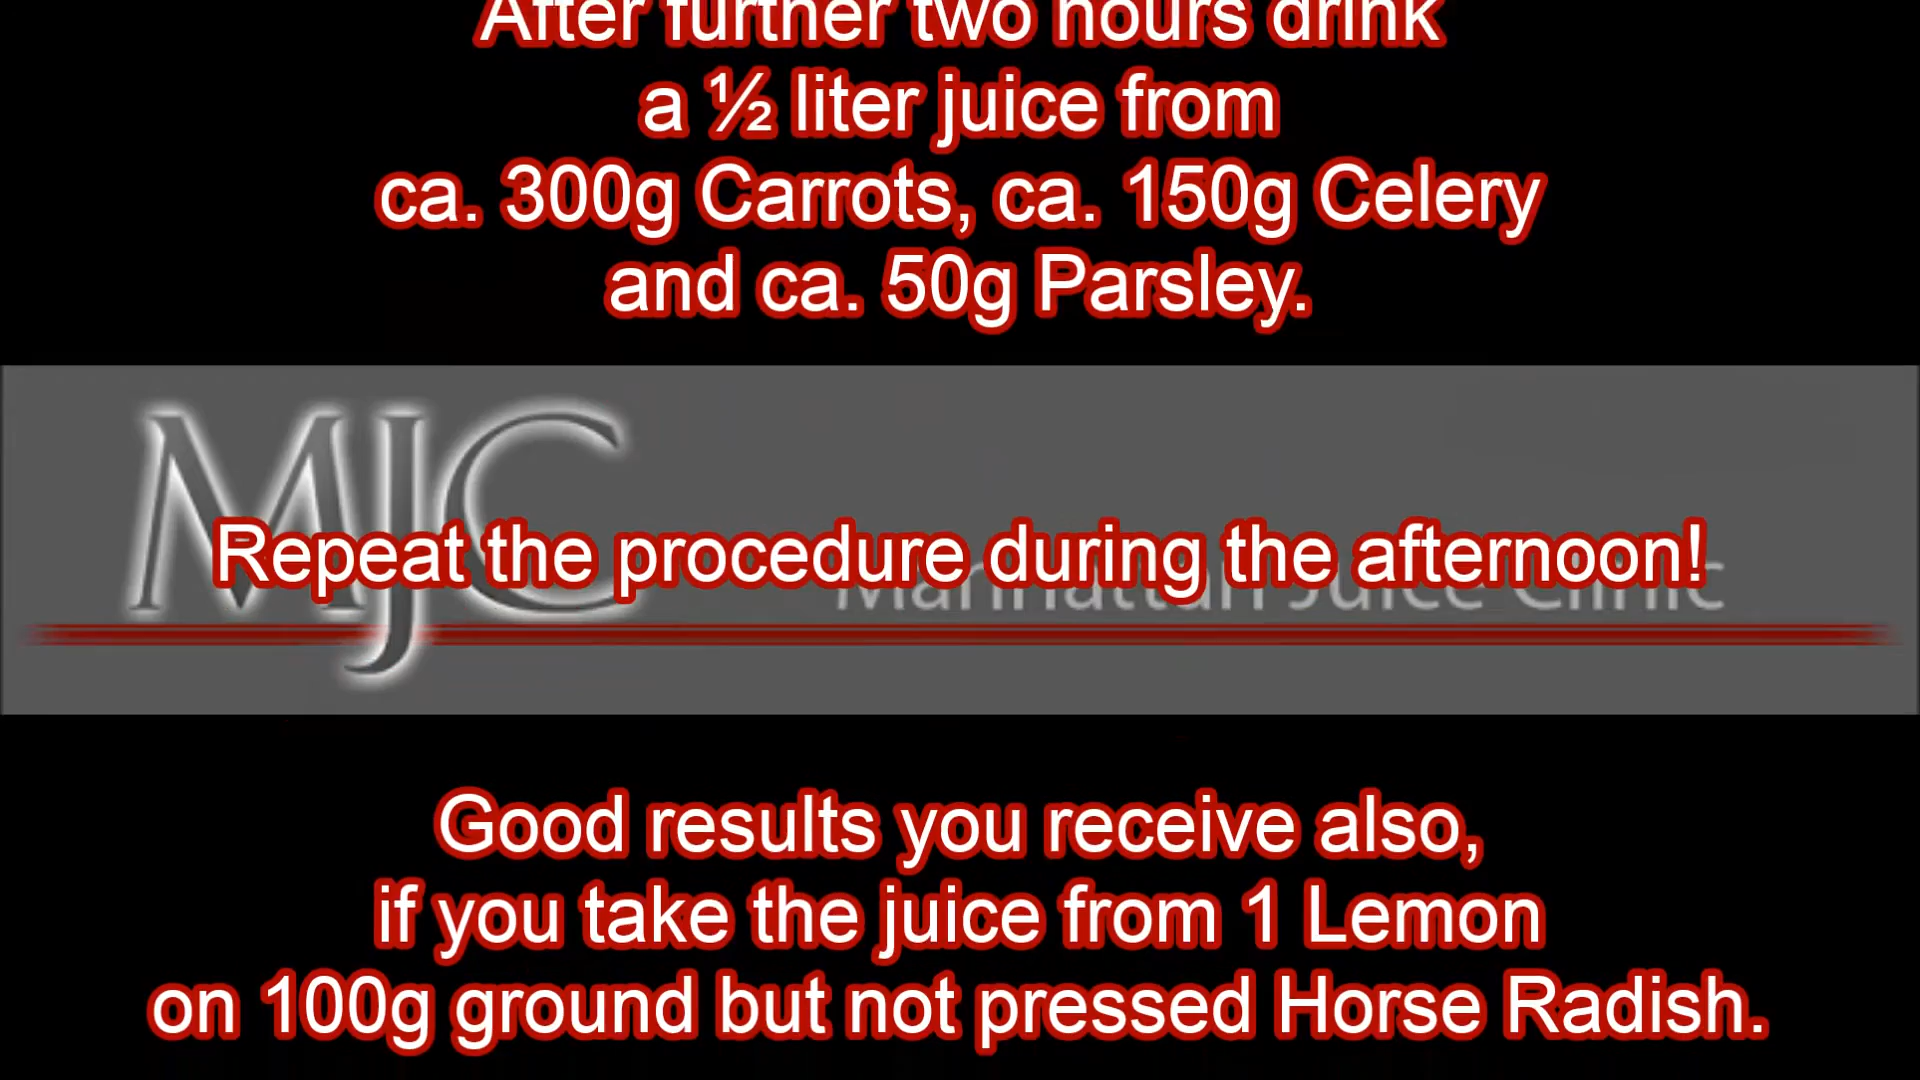 After further two hours drink
a ½ liter juice from
ca. 300g Carrots, ca. 150g Celery
and ca. 50g Parsley.
MJC
Repeat the procedure during the afternoon!
Manhattan Juice Clinic
Good results you receive also,
if you take the juice from 1 Lemon
on 100g ground but not pressed Horse Radish.